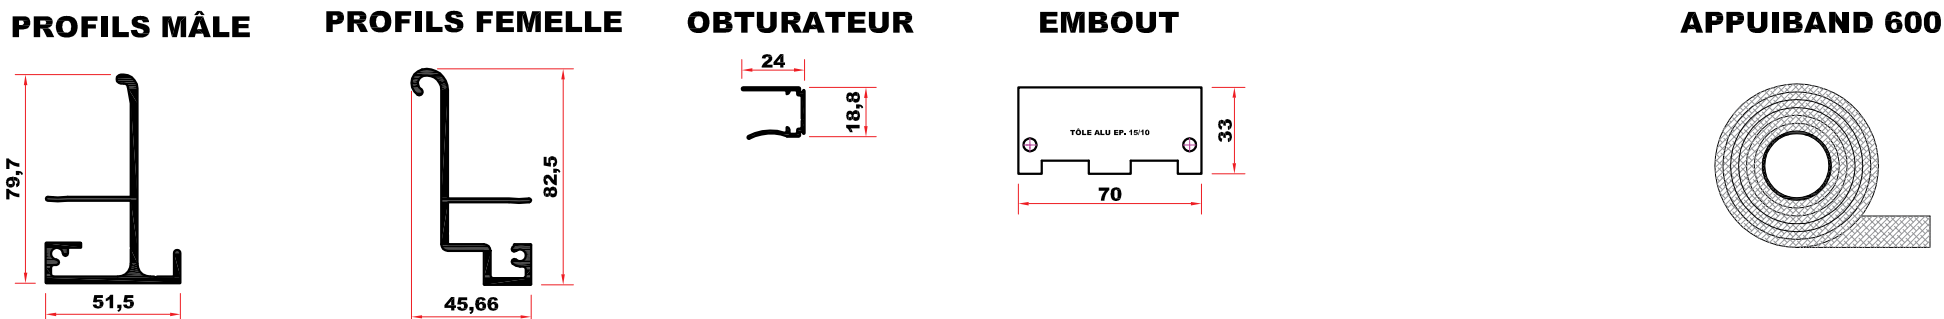 PROFILS MÂLE
79,7
51,5
PROFILS FEMELLE
82,5
45,66
OBTURATEUR
24
18,8
EMBOUT
TÔLE ALU EP. 15/10
33
70
APPUIBAND 600